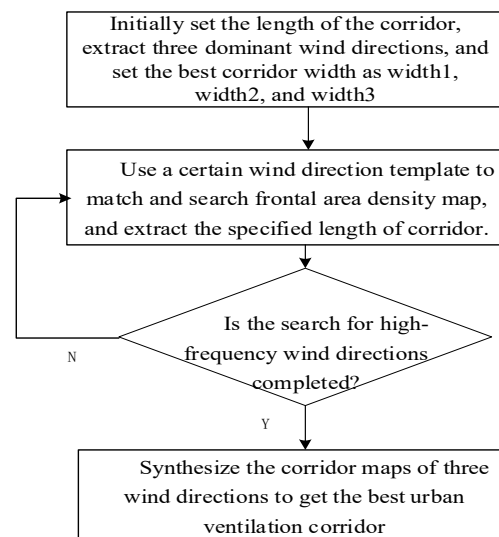 Initially set the length of the corridor,
extract three dominant wind directions, and
set the best corridor width as width1,
width2, and width3
Use a certain wind direction template to
match and search frontal area density map,
and extract the specified length of corridor.
Is the search for high-
frequency wind directions
completed?
N
Y
Synthesize the corridor maps of three
wind directions to get the best urban
ventilation corridor